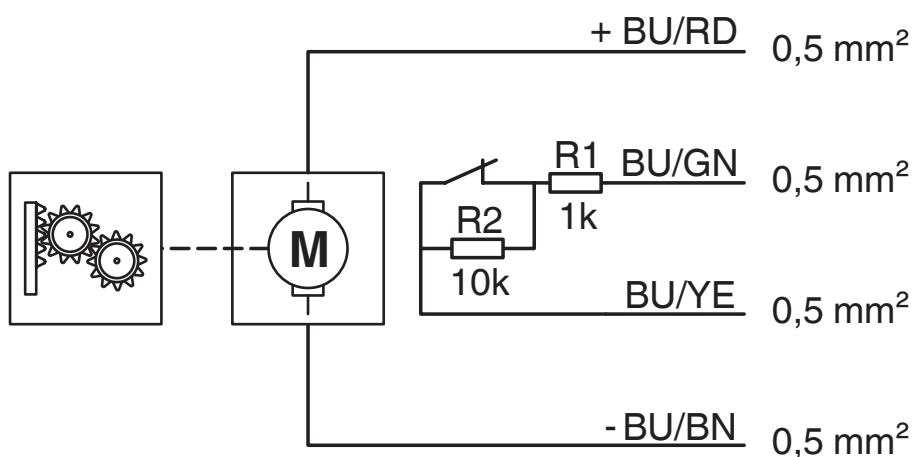 + BU/RD 0,5 mm²
R1 BU/GN 0,5 mm²
1k
R2
10k
M
BU/YE 0,5 mm²
- BU/BN 0,5 mm²